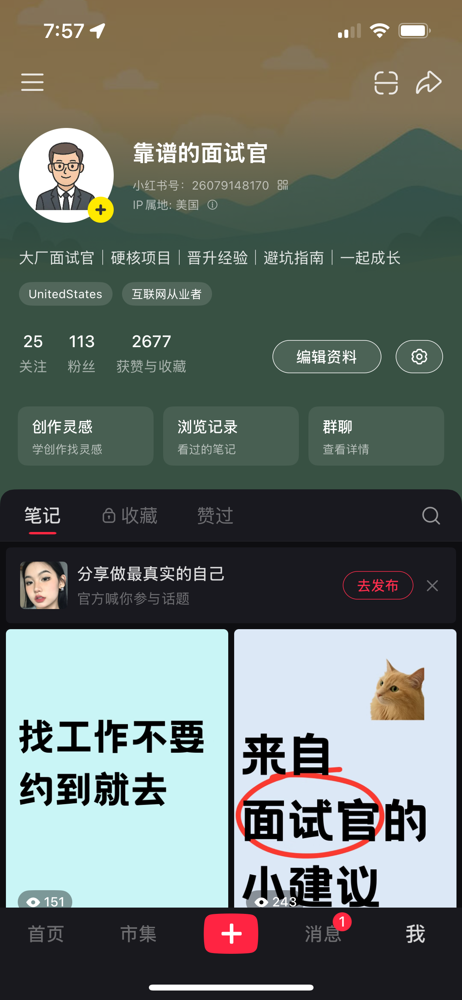 7:57
靠谱的面试官
小红书号：26079148170
IP 属地: 美国
大厂面试官｜硬核项目｜晋升经验｜避坑指南｜一起成长
UnitedStates
互联网从业者
25
113
2677
关注
粉丝
获赞与收藏
编辑资料
创作灵感
浏览记录
群聊
学创作找灵感
看过的笔记
查看详情
笔记
收藏
赞过
分享做最真实的自己
官方喊你参与话题
去发布
找工作不要
约到就去
151
来自
面试官的
小建议
243
首页
市集
消息
1
我